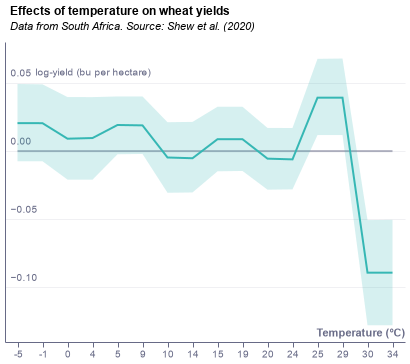 Effects of temperature on wheat yields
Data from South Africa. Source: Shew et al. (2020)
0.05 log-yield (bu per hectare)
0.00
−0.05
−0.10
Temperature (ºC)
-5 -1 0 4 5 9 10 14 15 19 20 24 25 29 30 34